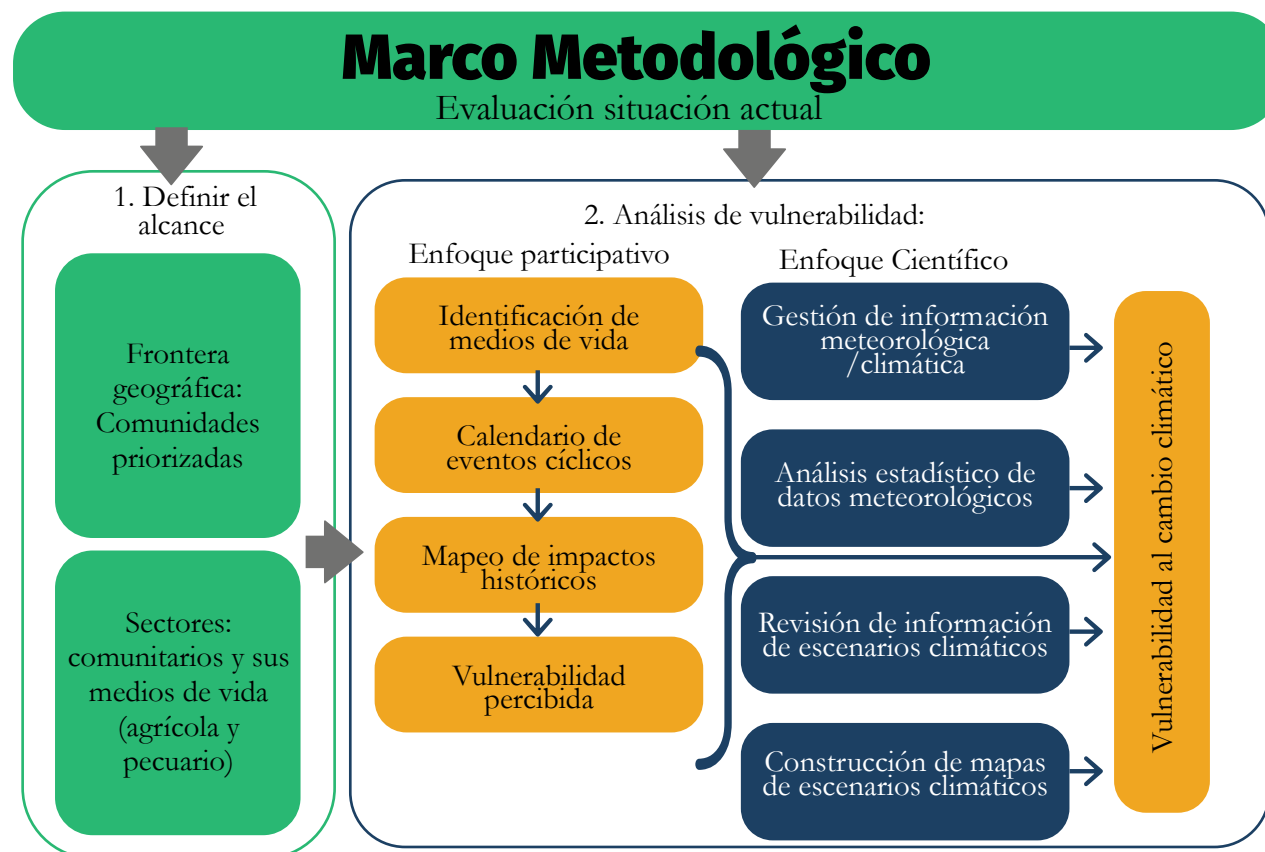 Marco Metodológico
Evaluación situación actual
1. Definir el
alcance
Frontera
geográfica:
Comunidades
priorizadas
Sectores:
comunitarios y sus
medios de vida
(agrícola y
pecuario)
2. Análisis de vulnerabilidad:
Enfoque participativo
Identificación de
medios de vida
Calendario de
eventos cíclicos
Mapeo de impactos
históricos
Vulnerabilidad
percibida
Enfoque Científico
Gestión de información
meteorológica
/climática
Análisis estadístico de
datos meteorológicos
Revisión de información
de escenarios climáticos
Construcción de mapas
de escenarios climáticos
Vulnerabilidad al cambio climático